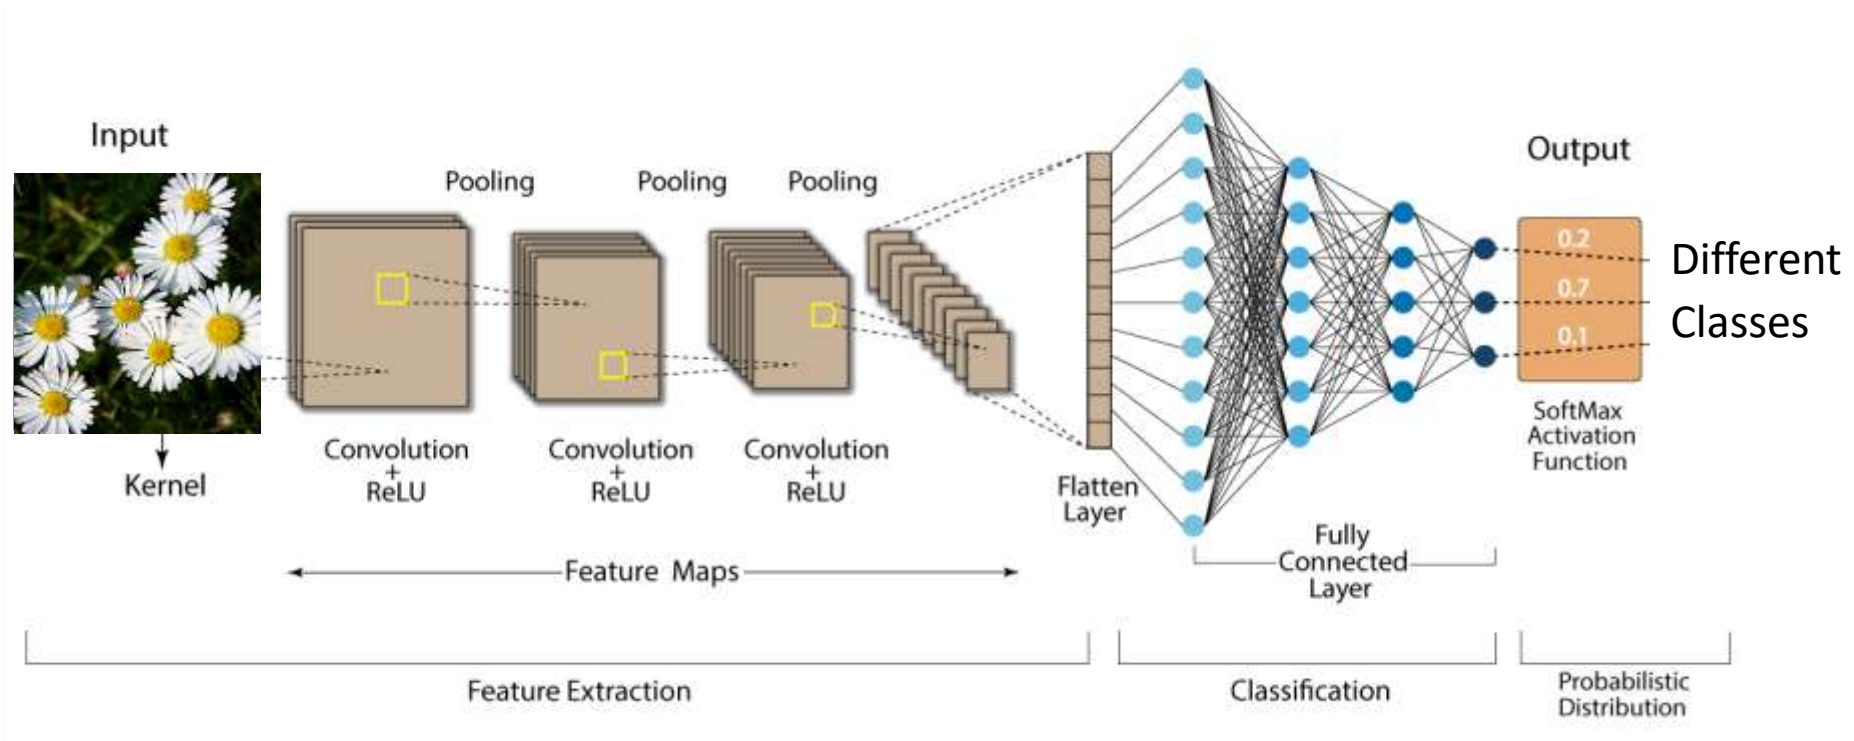 Input
Pooling
Pooling
Pooling
Output
0.2
0.7
0.1
Different
Classes
Convolution
+
ReLU
Convolution
+
ReLU
Convolution
+
ReLU
SoftMax
Activation
Function
Kernel
Flatten
Layer
Fully
Connected
Layer
Feature Maps
Feature Extraction
Classification
Probabilistic
Distribution